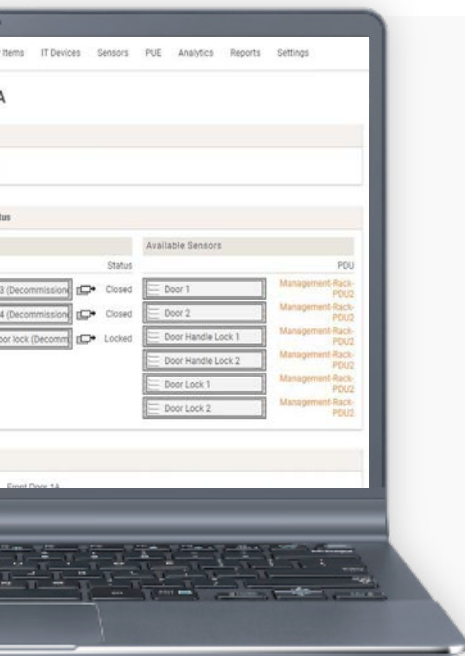 Items IT Devices Sensors PUE Analytics Reports Settings
A
tus
Available Sensors
Status PDU
3 (Decommission Closed Door 1 Management-Rack-
PDU2
4 (Decommission Closed Door 2 Management-Rack-
PDU2
oor lock (Decomm Locked Door Handle Lock 1 Management-Rack-
PDU2
Door Handle Lock 2 Management-Rack-
PDU2
Door Lock 1 Management-Rack-
PDU2
Door Lock 2 Management-Rack-
PDU2
Front Door 1A